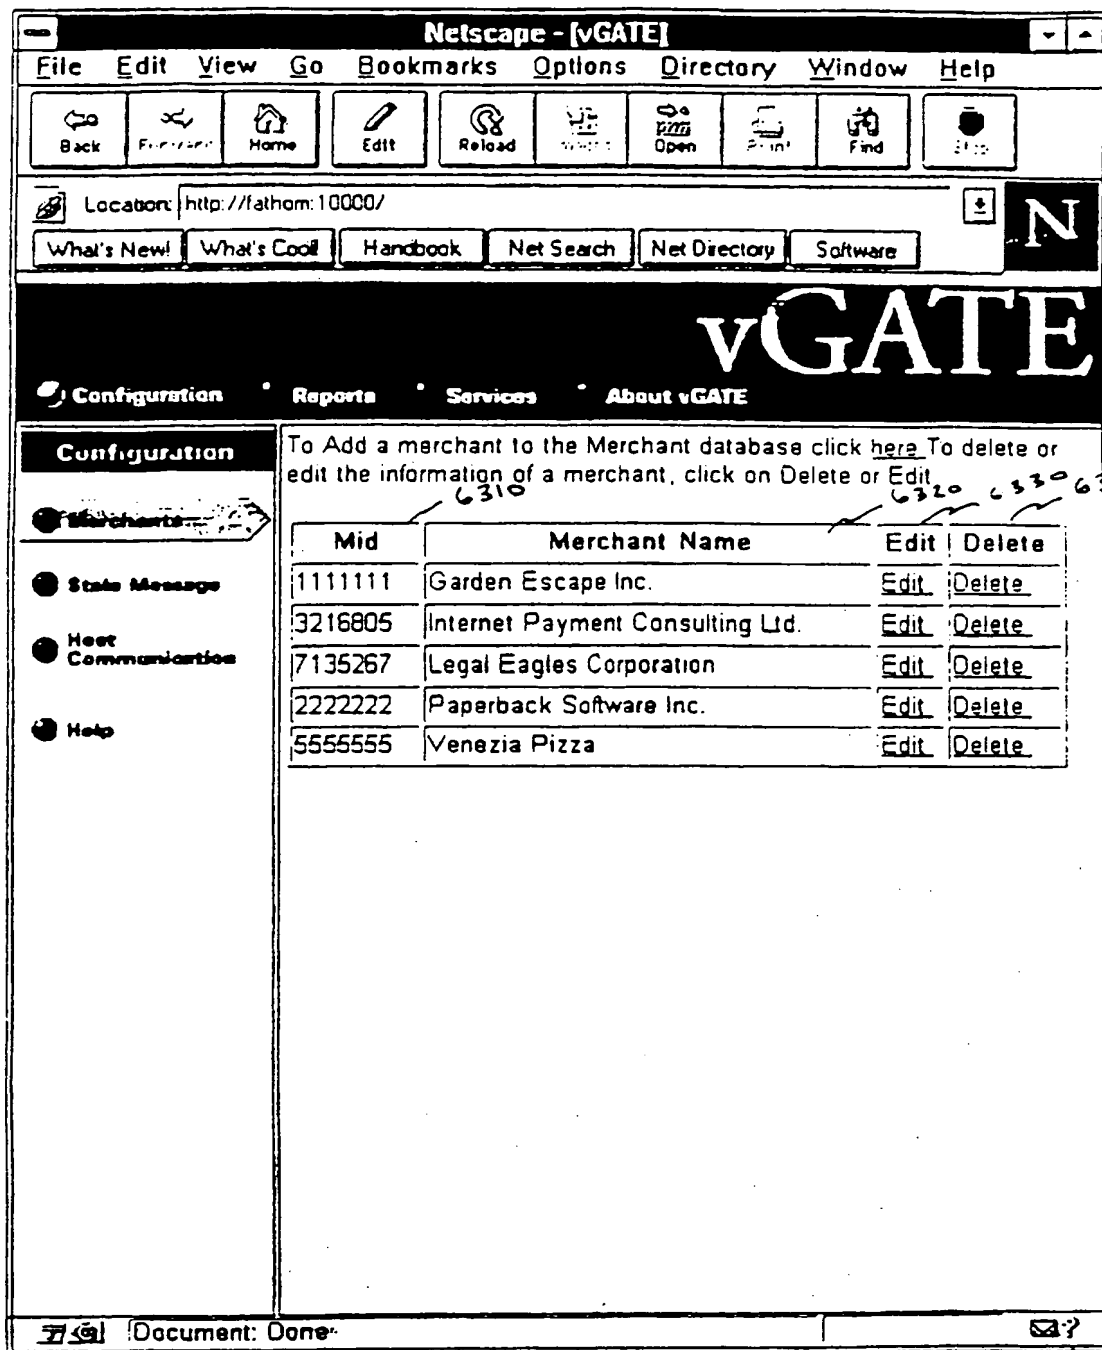 Netscape - [vGATE]
File Edit View Go Bookmarks Options Directory Window Help
Back Home Edit Reload Open Print Find Stop
Location: http://fathom:10000/
N
What's New! What's Cool! Handbook Net Search Net Directory Software
vGATE
Configuration Reports Services About vGATE
Configuration
Merchants
State Message
Host
Communication
Help
To Add a merchant to the Merchant database click here To delete or
edit the information of a merchant, click on Delete or Edit
6310 6320 6330
Mid Merchant Name Edit Delete
1111111 Garden Escape Inc. Edit Delete
3216805 Internet Payment Consulting Ltd. Edit Delete
7135267 Legal Eagles Corporation Edit Delete
2222222 Paperback Software Inc. Edit Delete
5555555 Venezia Pizza Edit Delete
Document: Done